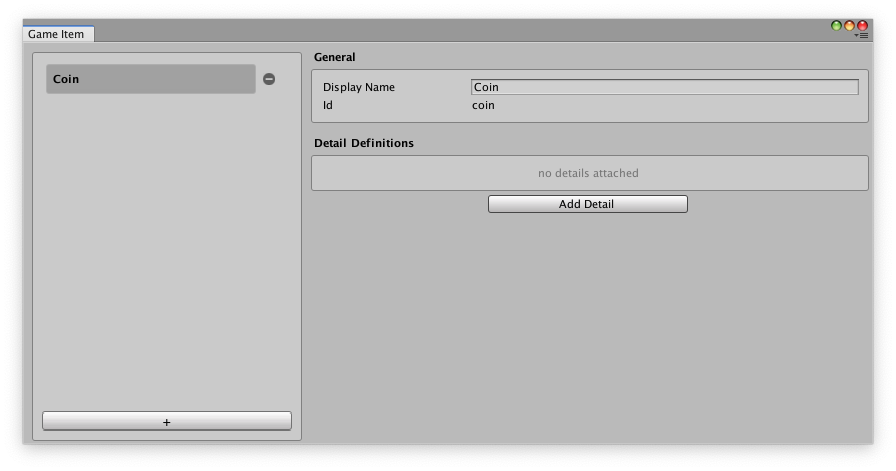 Game Item
Coin
+
General
Display Name Coin
Id coin
Detail Definitions
no details attached
Add Detail